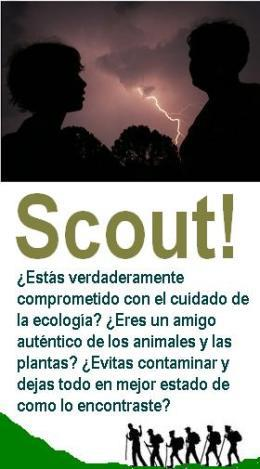 Scout!
¿Estás verdaderamente
comprometido con el cuidado de
la ecología? ¿Eres un amigo
auténtico de los animales y las
plantas? ¿Evitas contaminar y
dejas todo en mejor estado de
como lo encontraste?